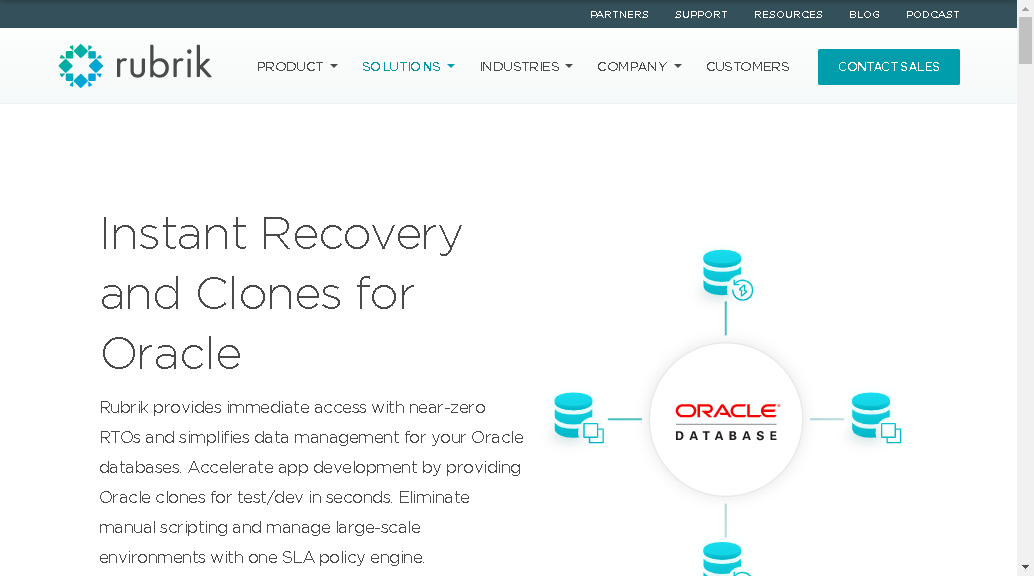 PARTNERS SUPPORT RESOURCES BLOG PODCAST
rubrik PRODUCT SOLUTIONS INDUSTRIES COMPANY CUSTOMERS CONTACT SALES
Instant Recovery
and Clones for
Oracle
Rubrik provides immediate access with near-zero
RTOs and simplifies data management for your Oracle
databases. Accelerate app development by providing
Oracle clones for test/dev in seconds. Eliminate
manual scripting and manage large-scale
environments with one SLA policy engine.
ORACLE
DATABASE